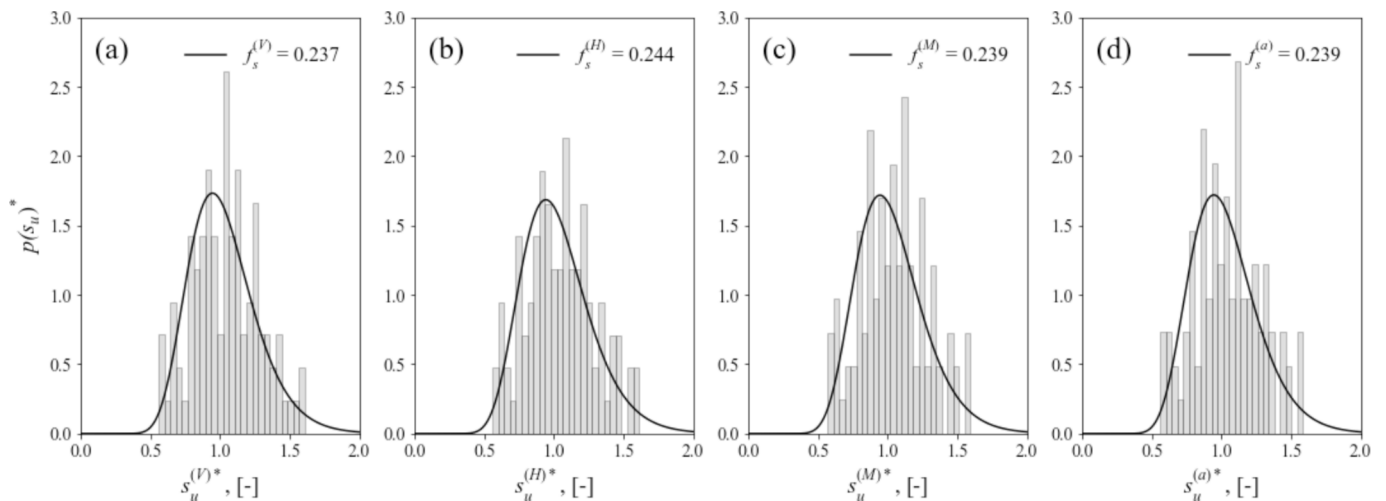 (a) f_s^(V) = 0.237
(b) f_s^(H) = 0.244
(c) f_s^(M) = 0.239
(d) f_s^(a) = 0.239
p(s_u)*
3.0 3.0 3.0 3.0
2.5 2.5 2.5 2.5
2.0 2.0 2.0 2.0
1.5 1.5 1.5 1.5
1.0 1.0 1.0 1.0
0.5 0.5 0.5 0.5
0.0 0.0 0.0 0.0
0.0 0.5 1.0 1.5 2.0
0.0 0.5 1.0 1.5 2.0
0.0 0.5 1.0 1.5 2.0
0.0 0.5 1.0 1.5 2.0
s_u^(V)*, [-]
s_u^(H)*, [-]
s_u^(M)*, [-]
s_u^(a)*, [-]